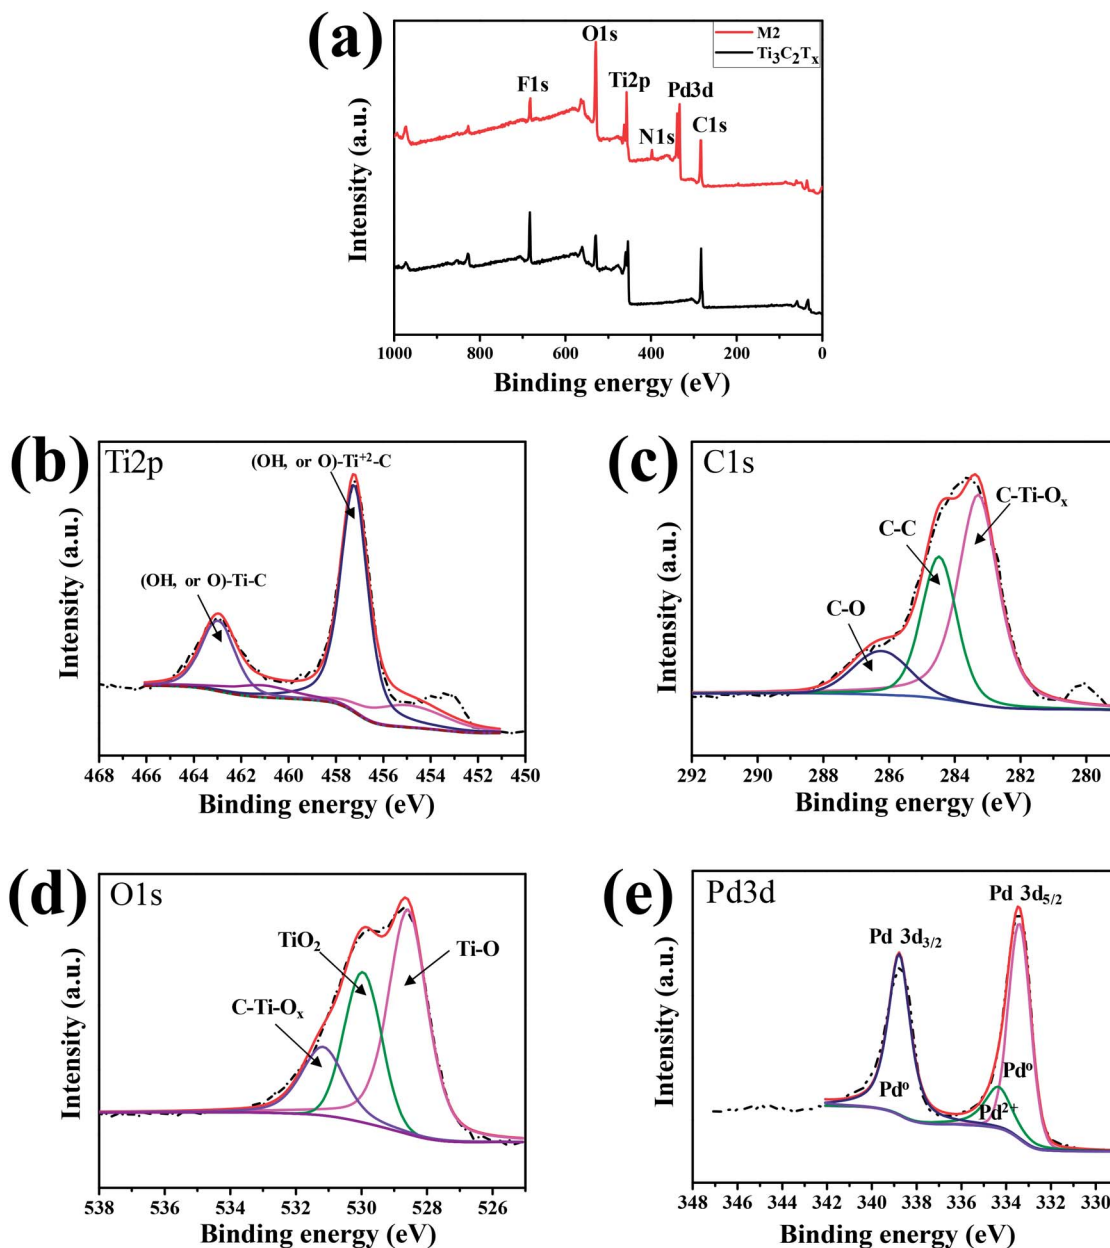 (a)
M2
Ti₃C₂Tₓ
O1s
F1s
Ti2p
Pd3d
N1s
C1s
Intensity (a.u.)
1000 800 600 400 200 0
Binding energy (eV)
(b)
Ti2p
(OH, or O)-Ti⁺²-C
(OH, or O)-Ti-C
Intensity (a.u.)
468 466 464 462 460 458 456 454 452 450
Binding energy (eV)
(c)
C1s
C-Ti-Oₓ
C-C
C-O
Intensity (a.u.)
292 290 288 286 284 282 280
Binding energy (eV)
(d)
O1s
TiO₂
Ti-O
C-Ti-Oₓ
Intensity (a.u.)
538 536 534 532 530 528 526
Binding energy (eV)
(e)
Pd3d
Pd 3d₅/₂
Pd 3d₃/₂
Pd⁰
Pd⁰
Pd²⁺
Intensity (a.u.)
348 346 344 342 340 338 336 334 332 330
Binding energy (eV)